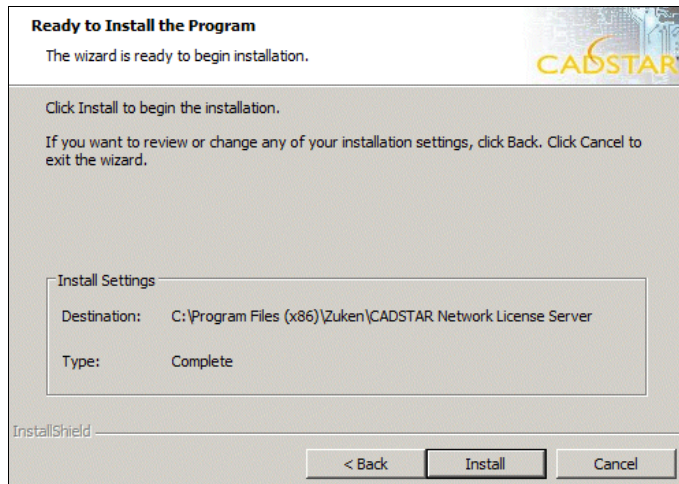 Ready to Install the Program
The wizard is ready to begin installation.
CADSTAR
Click Install to begin the installation.
If you want to review or change any of your installation settings, click Back. Click Cancel to
exit the wizard.
Install Settings
Destination: C:\Program Files (x86)\Zuken\CADSTAR Network License Server
Type: Complete
InstallShield
< Back Install Cancel